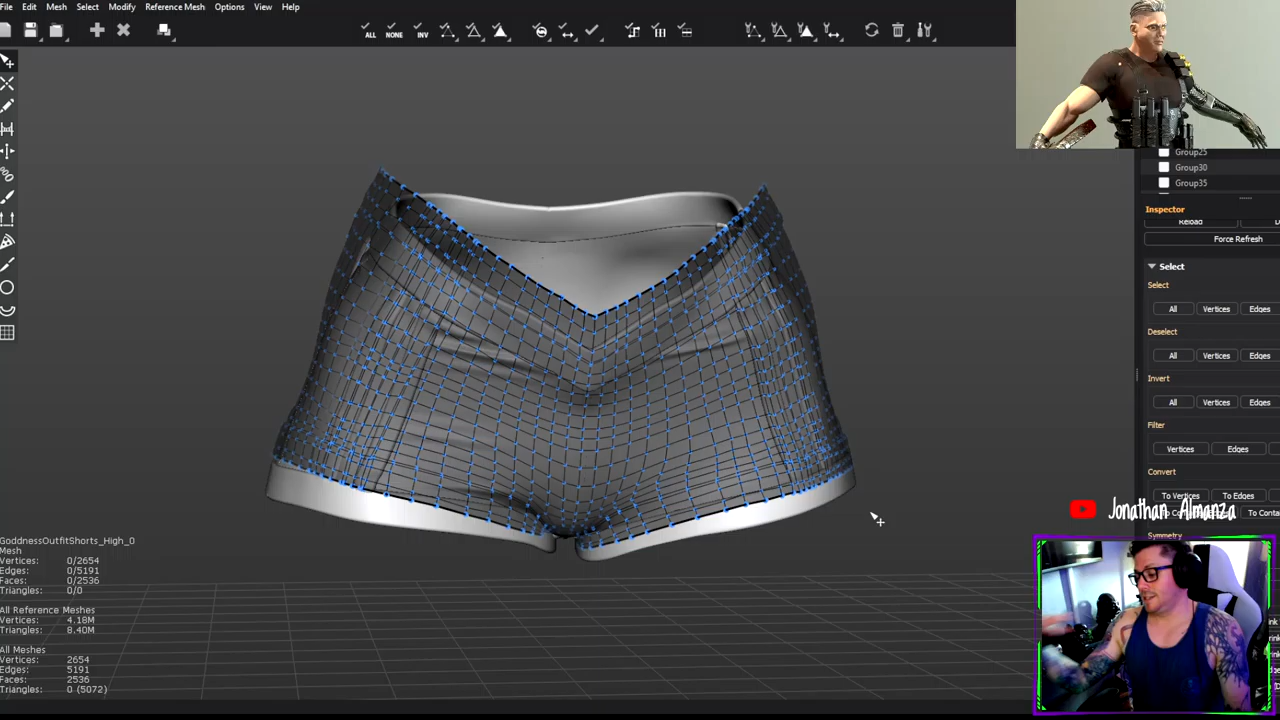 File Edit Mesh Select Modify Reference Mesh Options View Help
ALL NONE INV
Group25
Group30
Group35
Inspector
Reload
Force Refresh
Select
Select
All Vertices Edges
Deselect
All Vertices Edges
Invert
All Vertices Edges
Filter
Vertices Edges
Convert
To Vertices To Edges
Symmetry
Jonathan Almanza
GoddnessOutfitShorts_High_0
Mesh
Vertices: 0/2654
Edges: 0/5191
Faces: 0/2536
Triangles: 0/0
All Reference Meshes
Vertices: 4.18M
Triangles: 8.40M
All Meshes
Vertices: 2654
Edges: 5191
Faces: 2536
Triangles: 0 (5072)